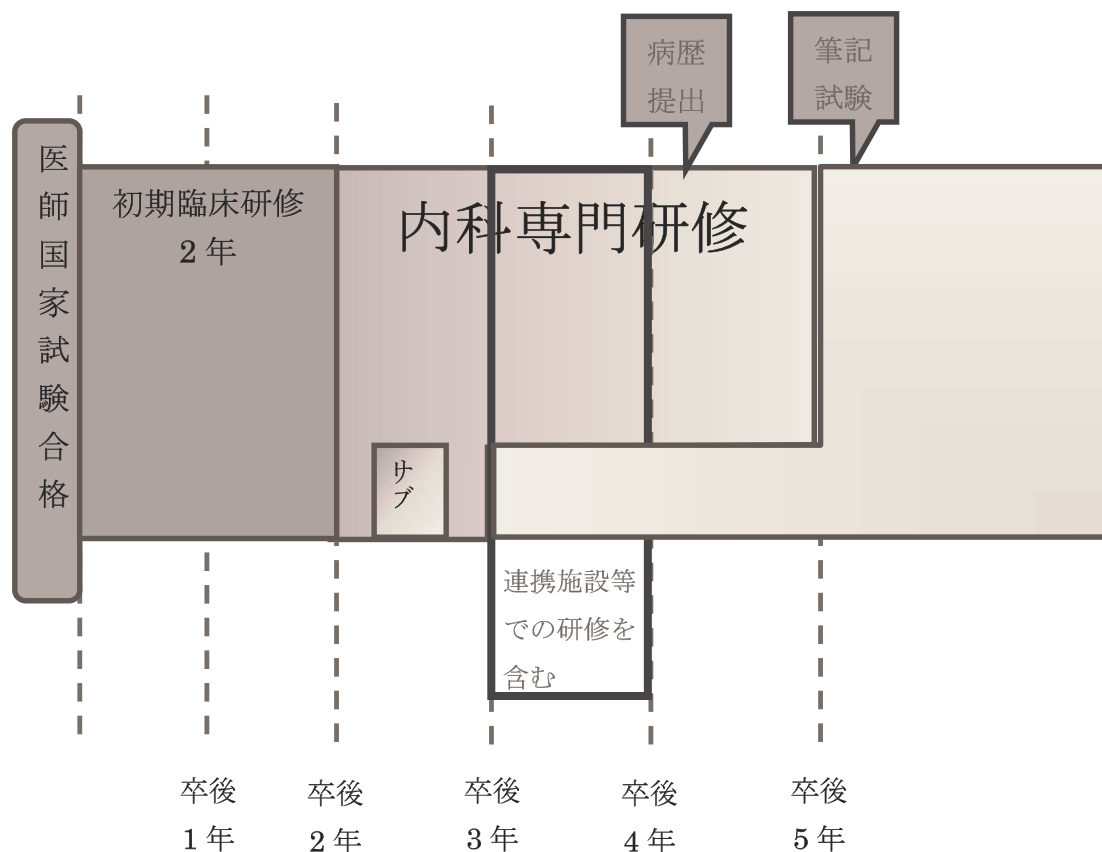 病歴
提出
筆記
試験
医師国家試験合格
初期臨床研修
2 年
内科専門研修
サブ
連携施設等
での研修を
含む
卒後
1 年
卒後
2 年
卒後
3 年
卒後
4 年
卒後
5 年